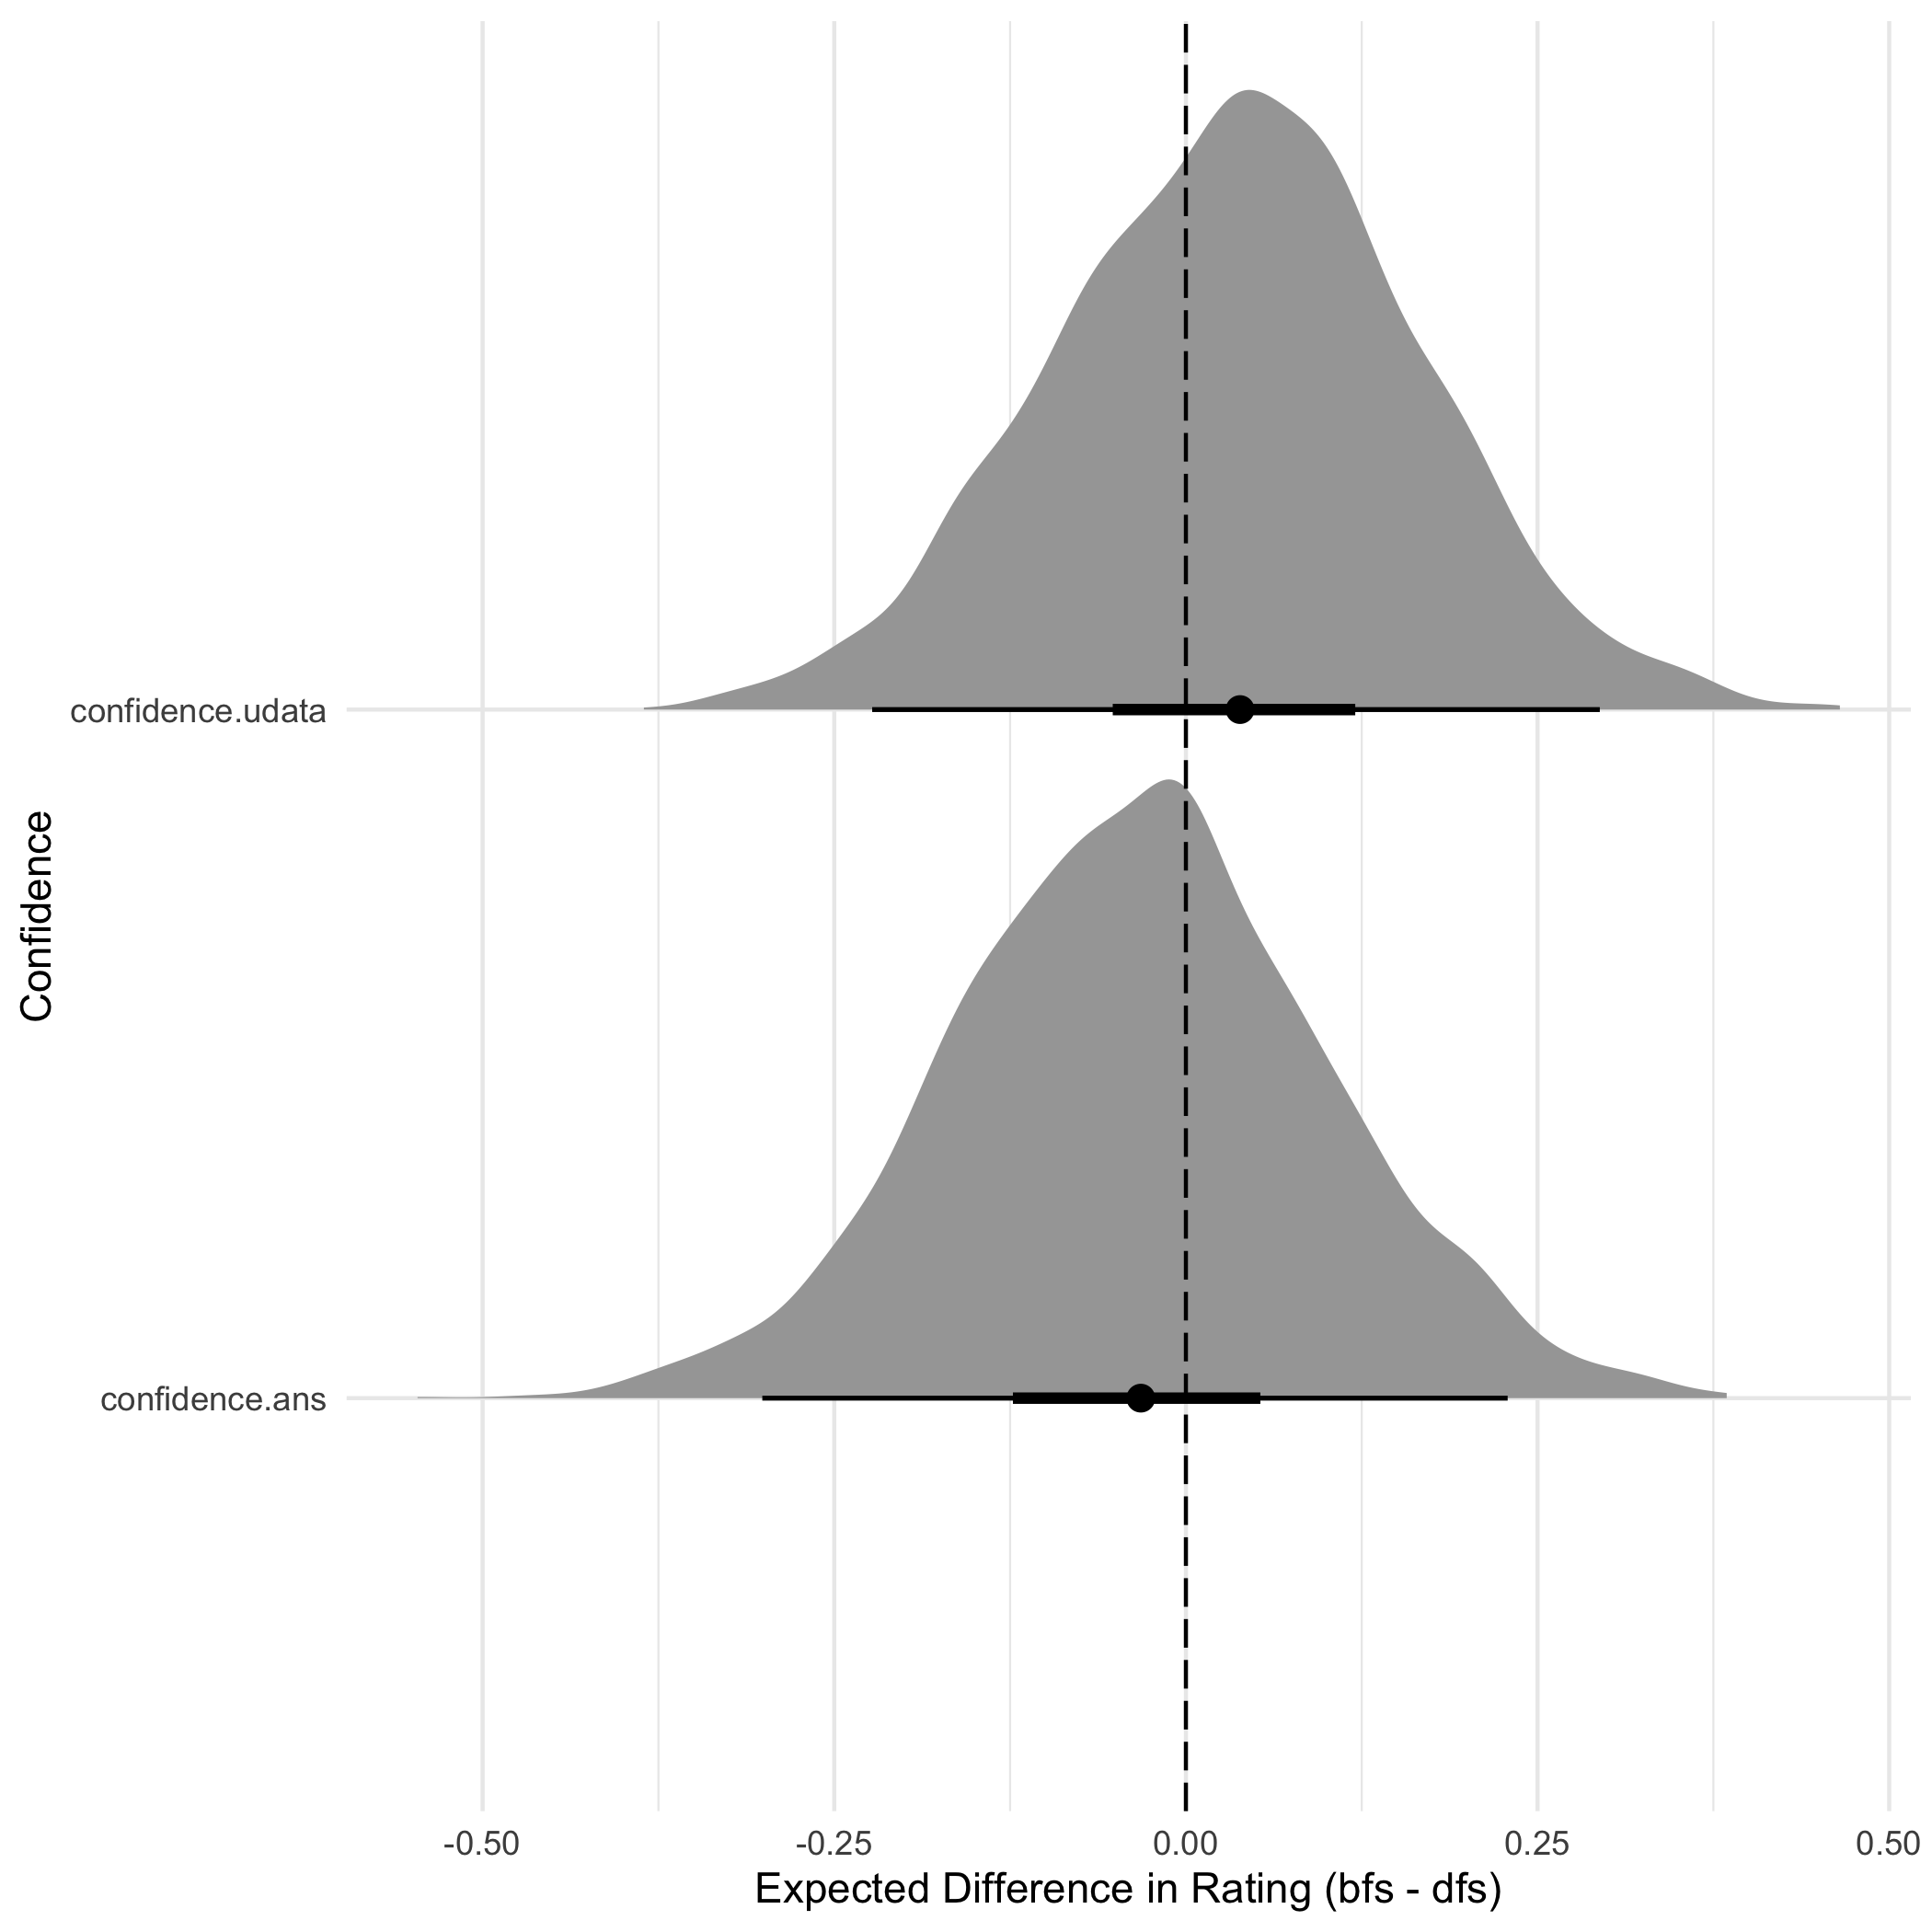 confidence.udata
Confidence
confidence.ans
-0.50
-0.25
0.00
0.25
0.50
Expected Difference in Rating (bfs - dfs)